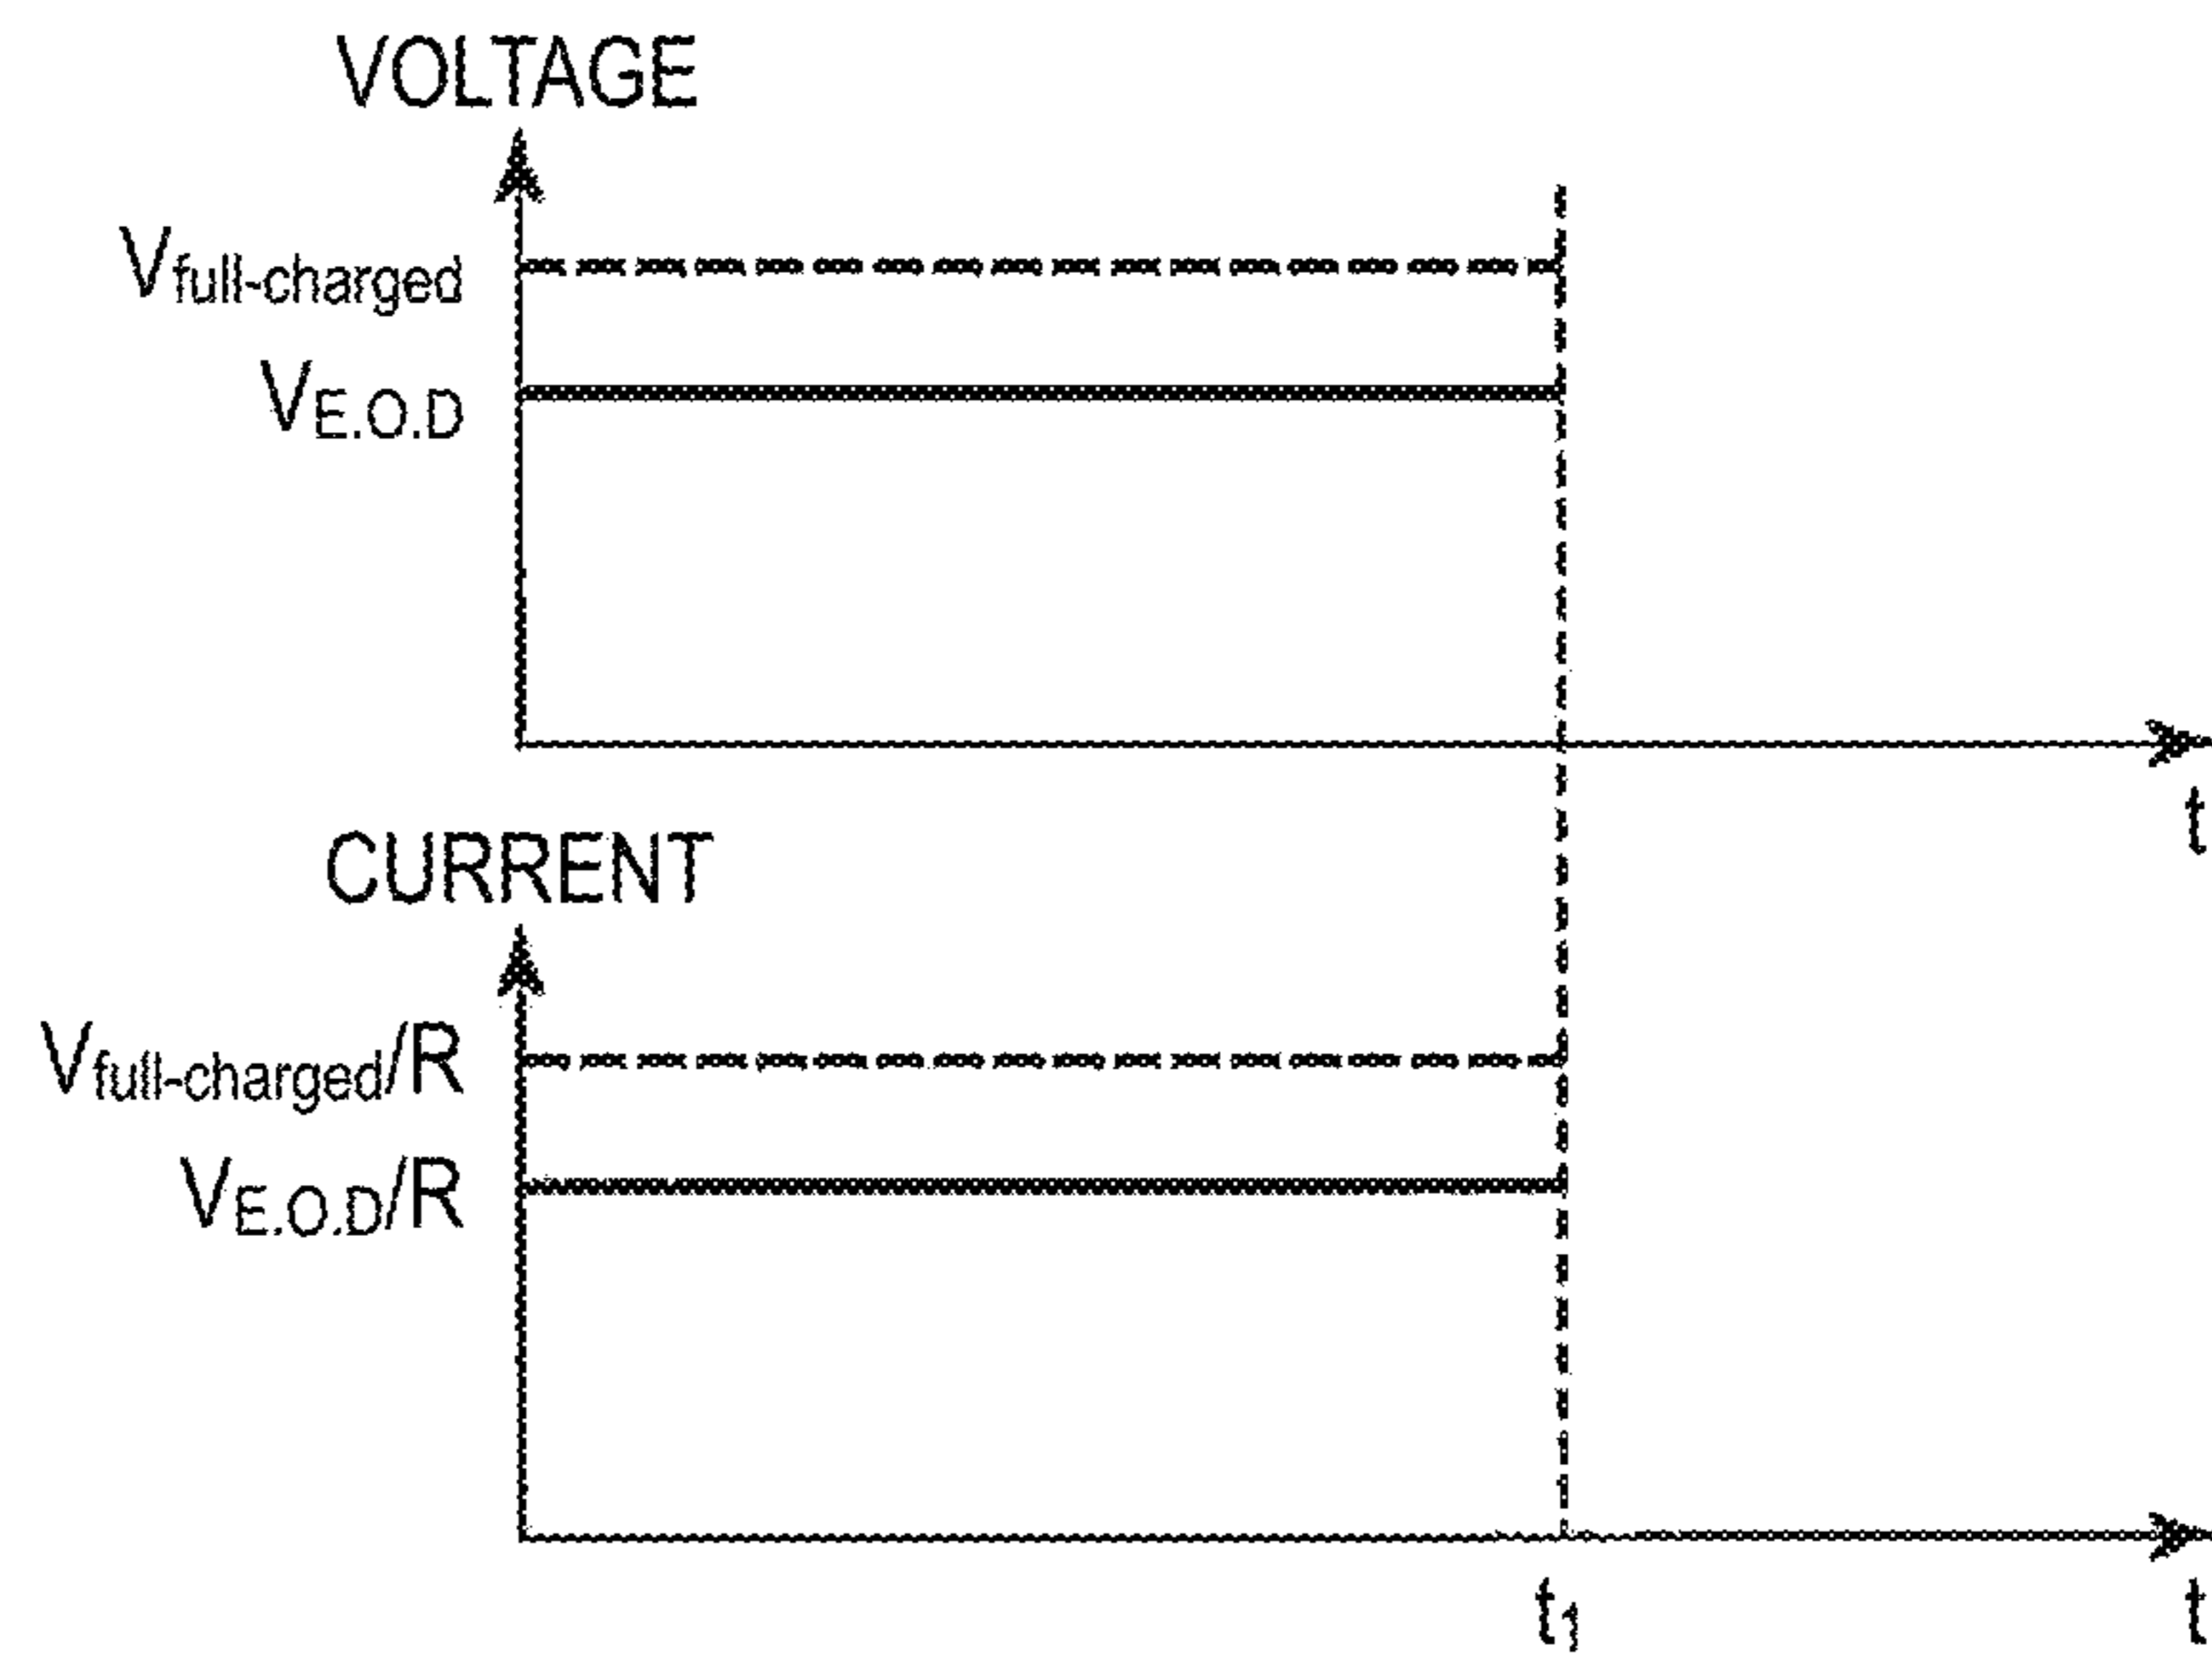 VOLTAGE
Vfull-charged
VE.O.D
t
CURRENT
Vfull-charged/R
VE.O.D/R
t1
t